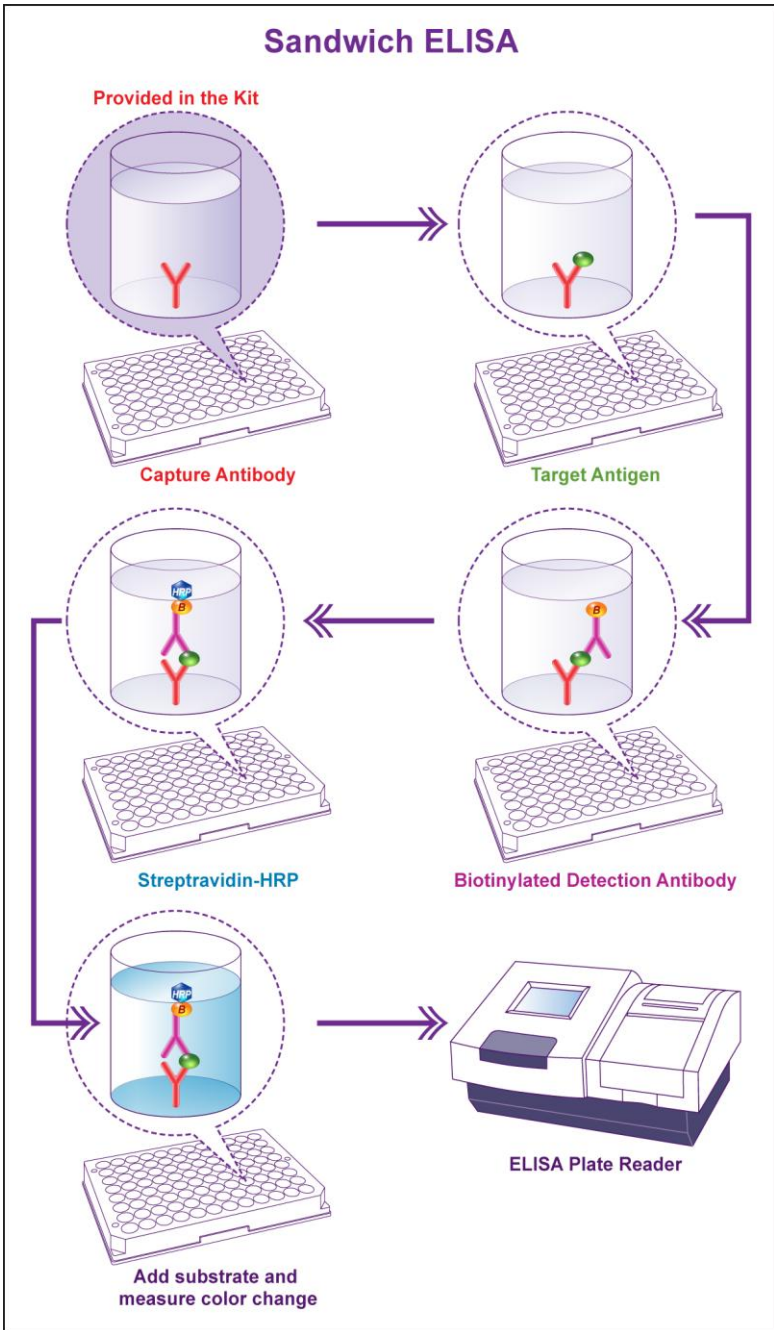 Sandwich ELISA
Provided in the Kit
Capture Antibody
Target Antigen
HRP
B
B
Streptravidin-HRP
Biotinylated Detection Antibody
HRP
B
Add substrate and
measure color change
ELISA Plate Reader